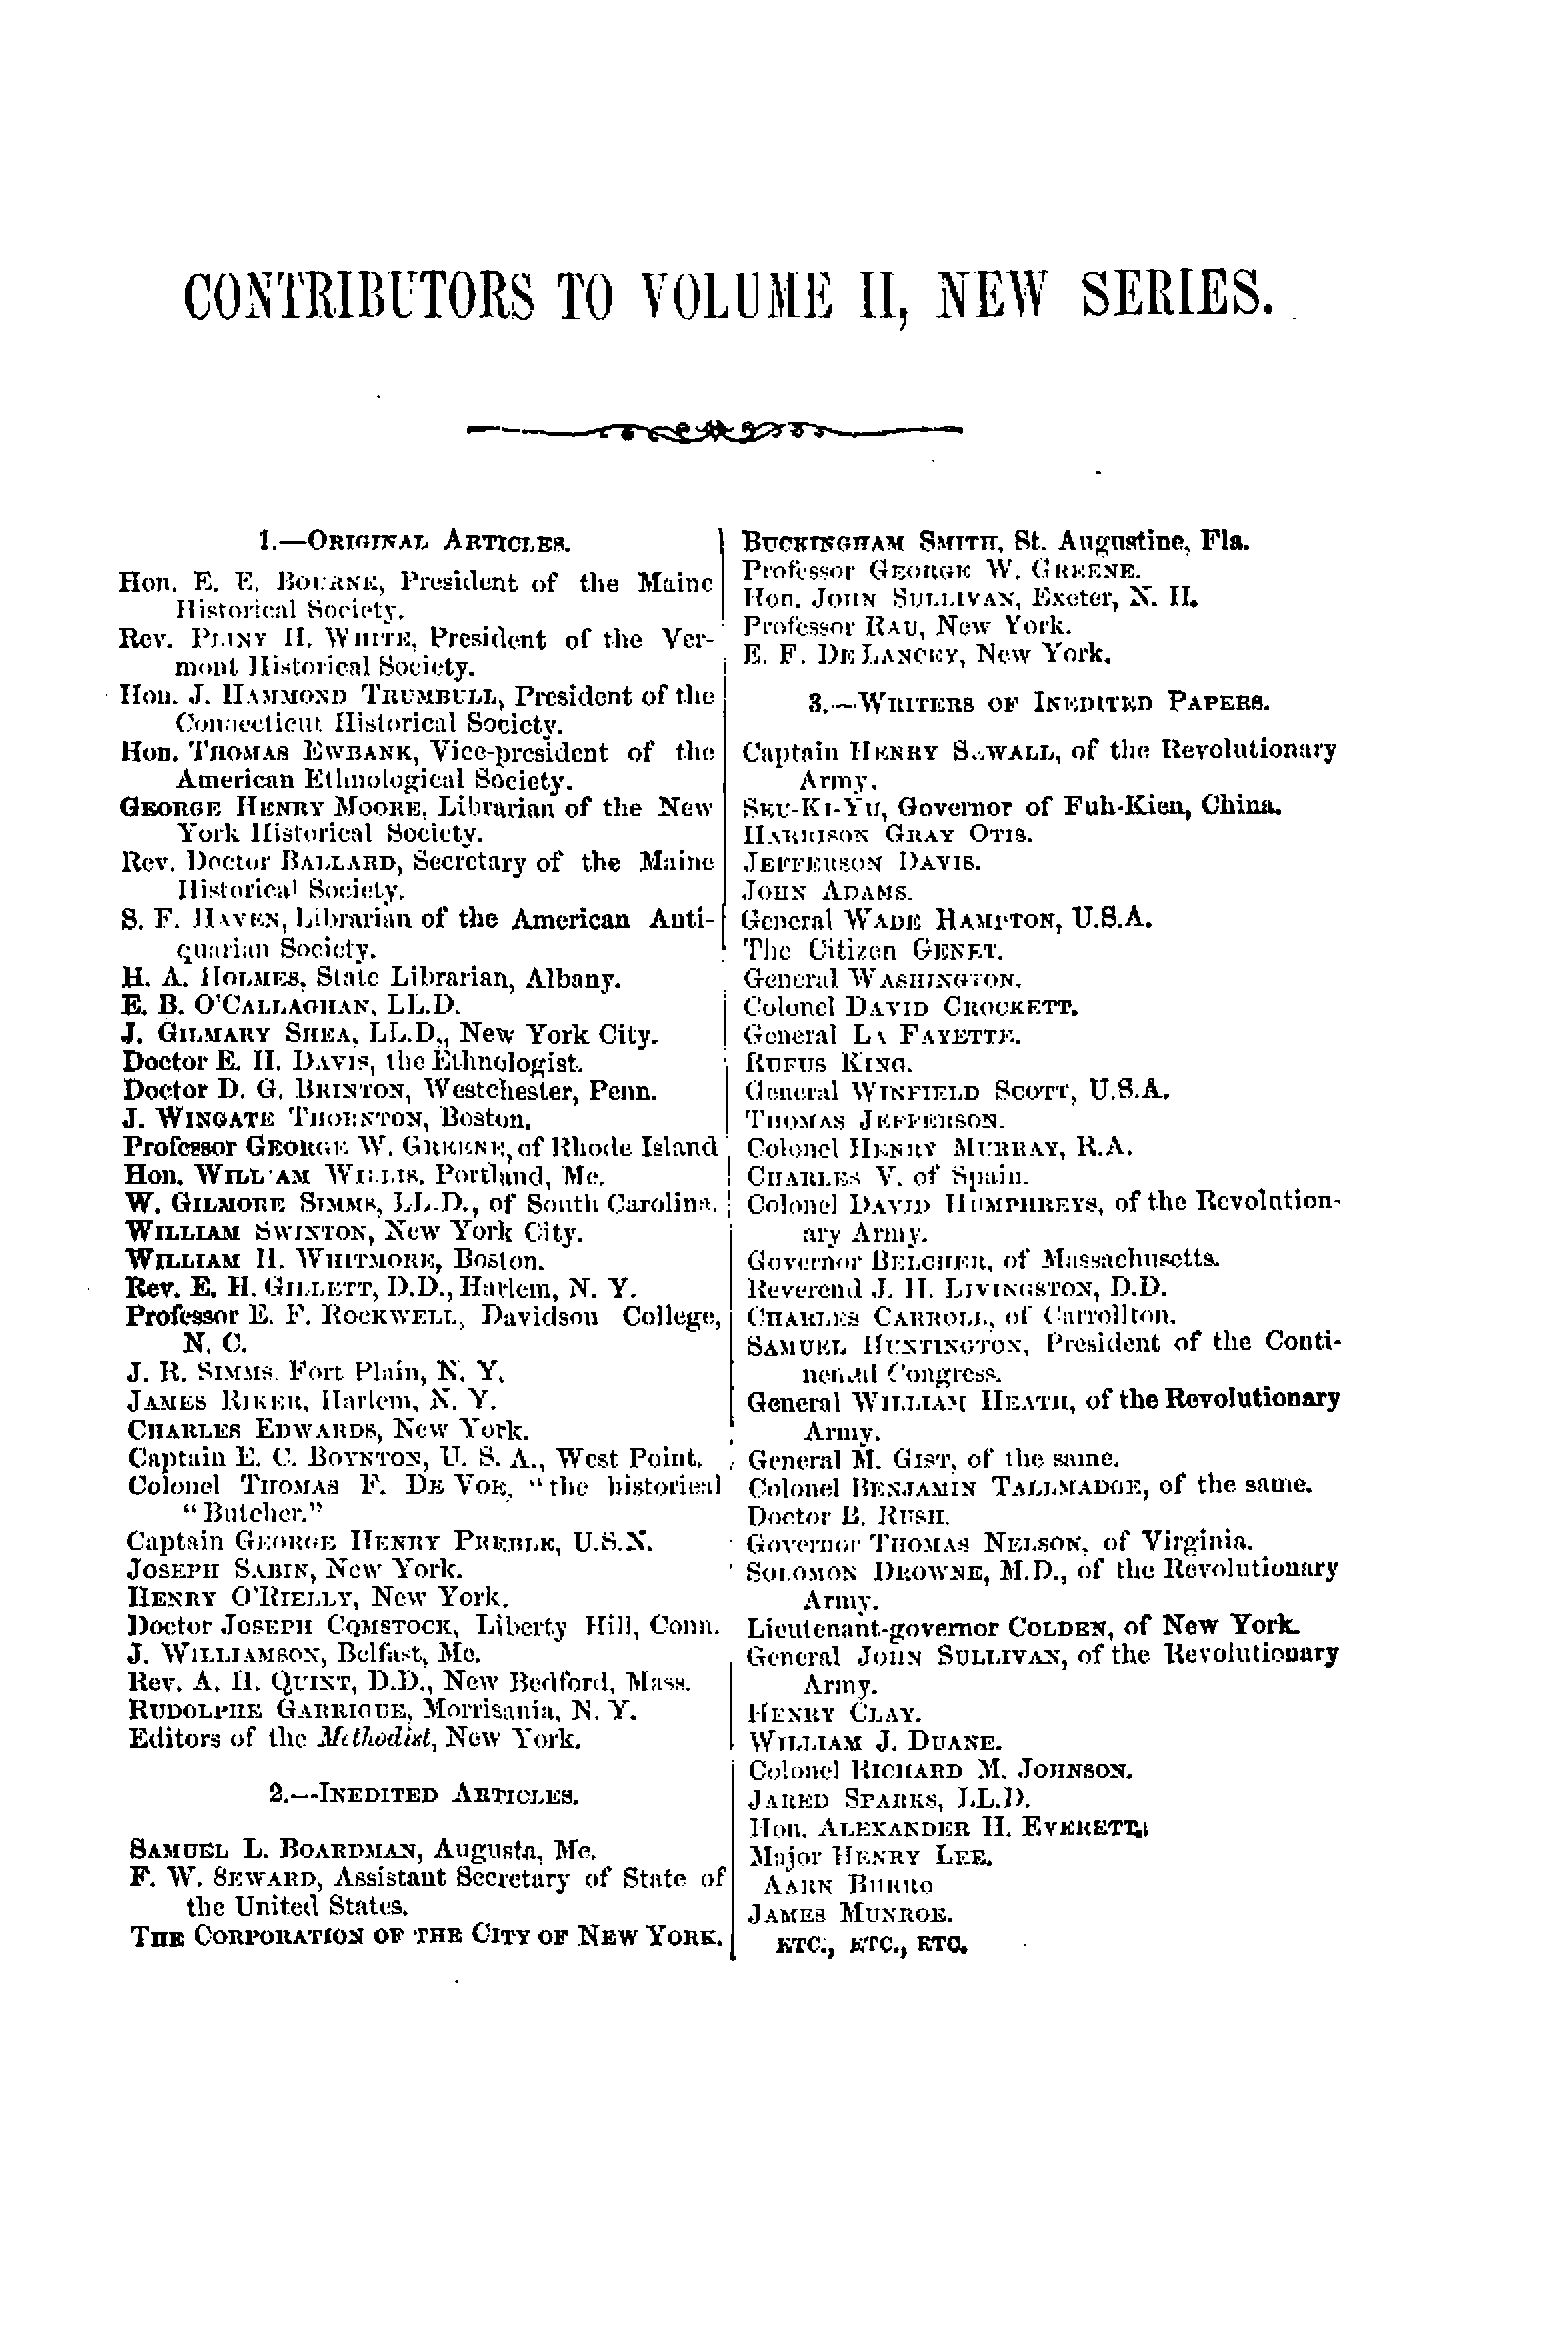 CONTRIBUTORS TO VOLUME II, NEW SERIES.
1.—ORIGINAL ARTICLES.
Hon. E. E. BOURNE, President of the Maine
Historical Society.
Rev. PLINY H. WHITE, President of the Ver-
mont Historical Society.
Hon. J. HAMMOND TRUMBULL, President of the
Connecticut Historical Society.
Hon. THOMAS EWBANK, Vice-president of the
American Ethnological Society.
GEORGE HENRY MOORE, Librarian of the New
York Historical Society.
Rev. Doctor BALLARD, Secretary of the Maine
Historical Society.
S. F. HAVEN, Librarian of the American Anti-
quarian Society.
H. A. HOLMES, State Librarian, Albany.
E. B. O'CALLAGHAN, LL.D.
J. GILMARY SHEA, LL.D., New York City.
Doctor E. H. DAVIS, the Ethnologist.
Doctor D. G. BRINTON, Westchester, Penn.
J. WINGATE THORNTON, Boston.
Professor GEORGE W. GREENE, of Rhode Island
Hon. WILL'AM WILLIS, Portland, Me.
W. GILMORE SIMMS, LL.D., of South Carolina.
WILLIAM SWINTON, New York City.
WILLIAM H. WHITMORE, Boston.
Rev. E. H. GILLETT, D.D., Harlem, N. Y.
Professor E. F. ROCKWELL, Davidson College,
N. C.
J. R. SIMMS, Fort Plain, N. Y.
JAMES RIKER, Harlem, N. Y.
CHARLES EDWARDS, New York.
Captain E. C. BOYNTON, U. S. A., West Point.
Colonel THOMAS F. DE VOE, "the historical
"Butcher."
Captain GEORGE HENRY PREBLE, U.S.N.
JOSEPH SABIN, New York.
HENRY O'RIELLY, New York.
Doctor JOSEPH COMSTOCK, Liberty Hill, Conn.
J. WILLIAMSON, Belfast, Me.
Rev. A. H. QUINT, D.D., New Bedford, Mass.
RUDOLPHE GARRIGUE, Morrisania, N. Y.
Editors of the Methodist, New York.
2.—INEDITED ARTICLES.
SAMUEL L. BOARDMAN, Augusta, Me.
F. W. SEWARD, Assistant Secretary of State of
the United States.
THE CORPORATION OF THE CITY OF NEW YORK.
BUCKINGHAM SMITH, St. Augustine, Fla.
Professor GEORGE W. GREENE.
Hon. JOHN SULLIVAN, Exeter, N. H.
Professor RAU, New York.
E. F. DE LANCEY, New York.
3.—WRITERS OF INEDITED PAPERS.
Captain HENRY SEWALL, of the Revolutionary
Army.
SEU-KI-YU, Governor of Fuh-Kien, China.
HARRISON GRAY OTIS.
JEFFERSON DAVIS.
JOHN ADAMS.
General WADE HAMPTON, U.S.A.
The Citizen GENET.
General WASHINGTON.
Colonel DAVID CROCKETT.
General LA FAYETTE.
RUFUS KING.
General WINFIELD SCOTT, U.S.A.
THOMAS JEFFERSON.
Colonel HENRY MURRAY, R.A.
CHARLES V. of Spain.
Colonel DAVID HUMPHREYS, of the Revolution-
ary Army.
Governor BELCHER, of Massachusetts.
Reverend J. H. LIVINGSTON, D.D.
CHARLES CARROLL, of Carrollton.
SAMUEL HUNTINGTON, President of the Conti-
nental Congress.
General WILLIAM HEATH, of the Revolutionary
Army.
General M. GIST, of the same.
Colonel BENJAMIN TALLMADGE, of the same.
Doctor B. RUSH.
Governor THOMAS NELSON, of Virginia.
SOLOMON DROWNE, M.D., of the Revolutionary
Army.
Lieutenant-governor COLDEN, of New York.
General JOHN SULLIVAN, of the Revolutionary
Army.
HENRY CLAY.
WILLIAM J. DUANE.
Colonel RICHARD M. JOHNSON.
JARED SPARKS, LL.D.
Hon. ALEXANDER H. EVERETT.
Major HENRY LEE.
AARN BURRO
JAMES MUNROE.
ETC., ETC., ETC.